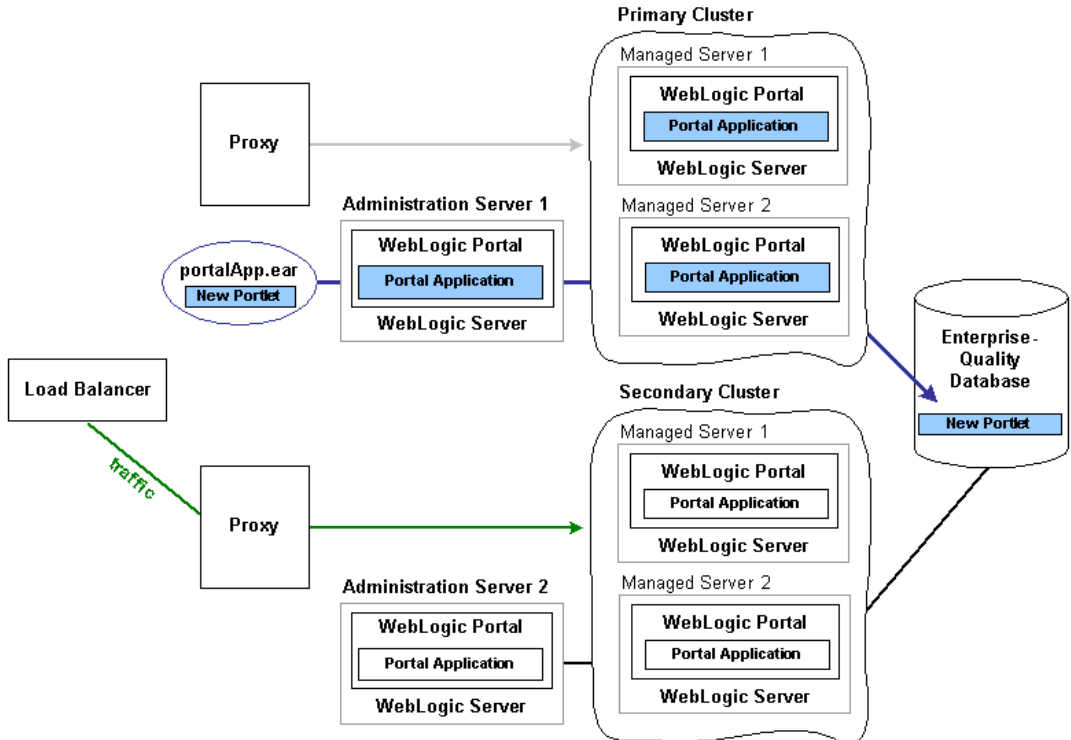 Primary Cluster
Managed Server 1
WebLogic Portal
Portal Application
WebLogic Server
Proxy
Administration Server 1
WebLogic Portal
Portal Application
WebLogic Server
Managed Server 2
WebLogic Portal
Portal Application
WebLogic Server
portalApp.ear
New Portlet
Enterprise-
Quality
Database
New Portlet
Load Balancer
traffic
Proxy
Secondary Cluster
Managed Server 1
WebLogic Portal
Portal Application
WebLogic Server
Administration Server 2
WebLogic Portal
Portal Application
WebLogic Server
Managed Server 2
WebLogic Portal
Portal Application
WebLogic Server